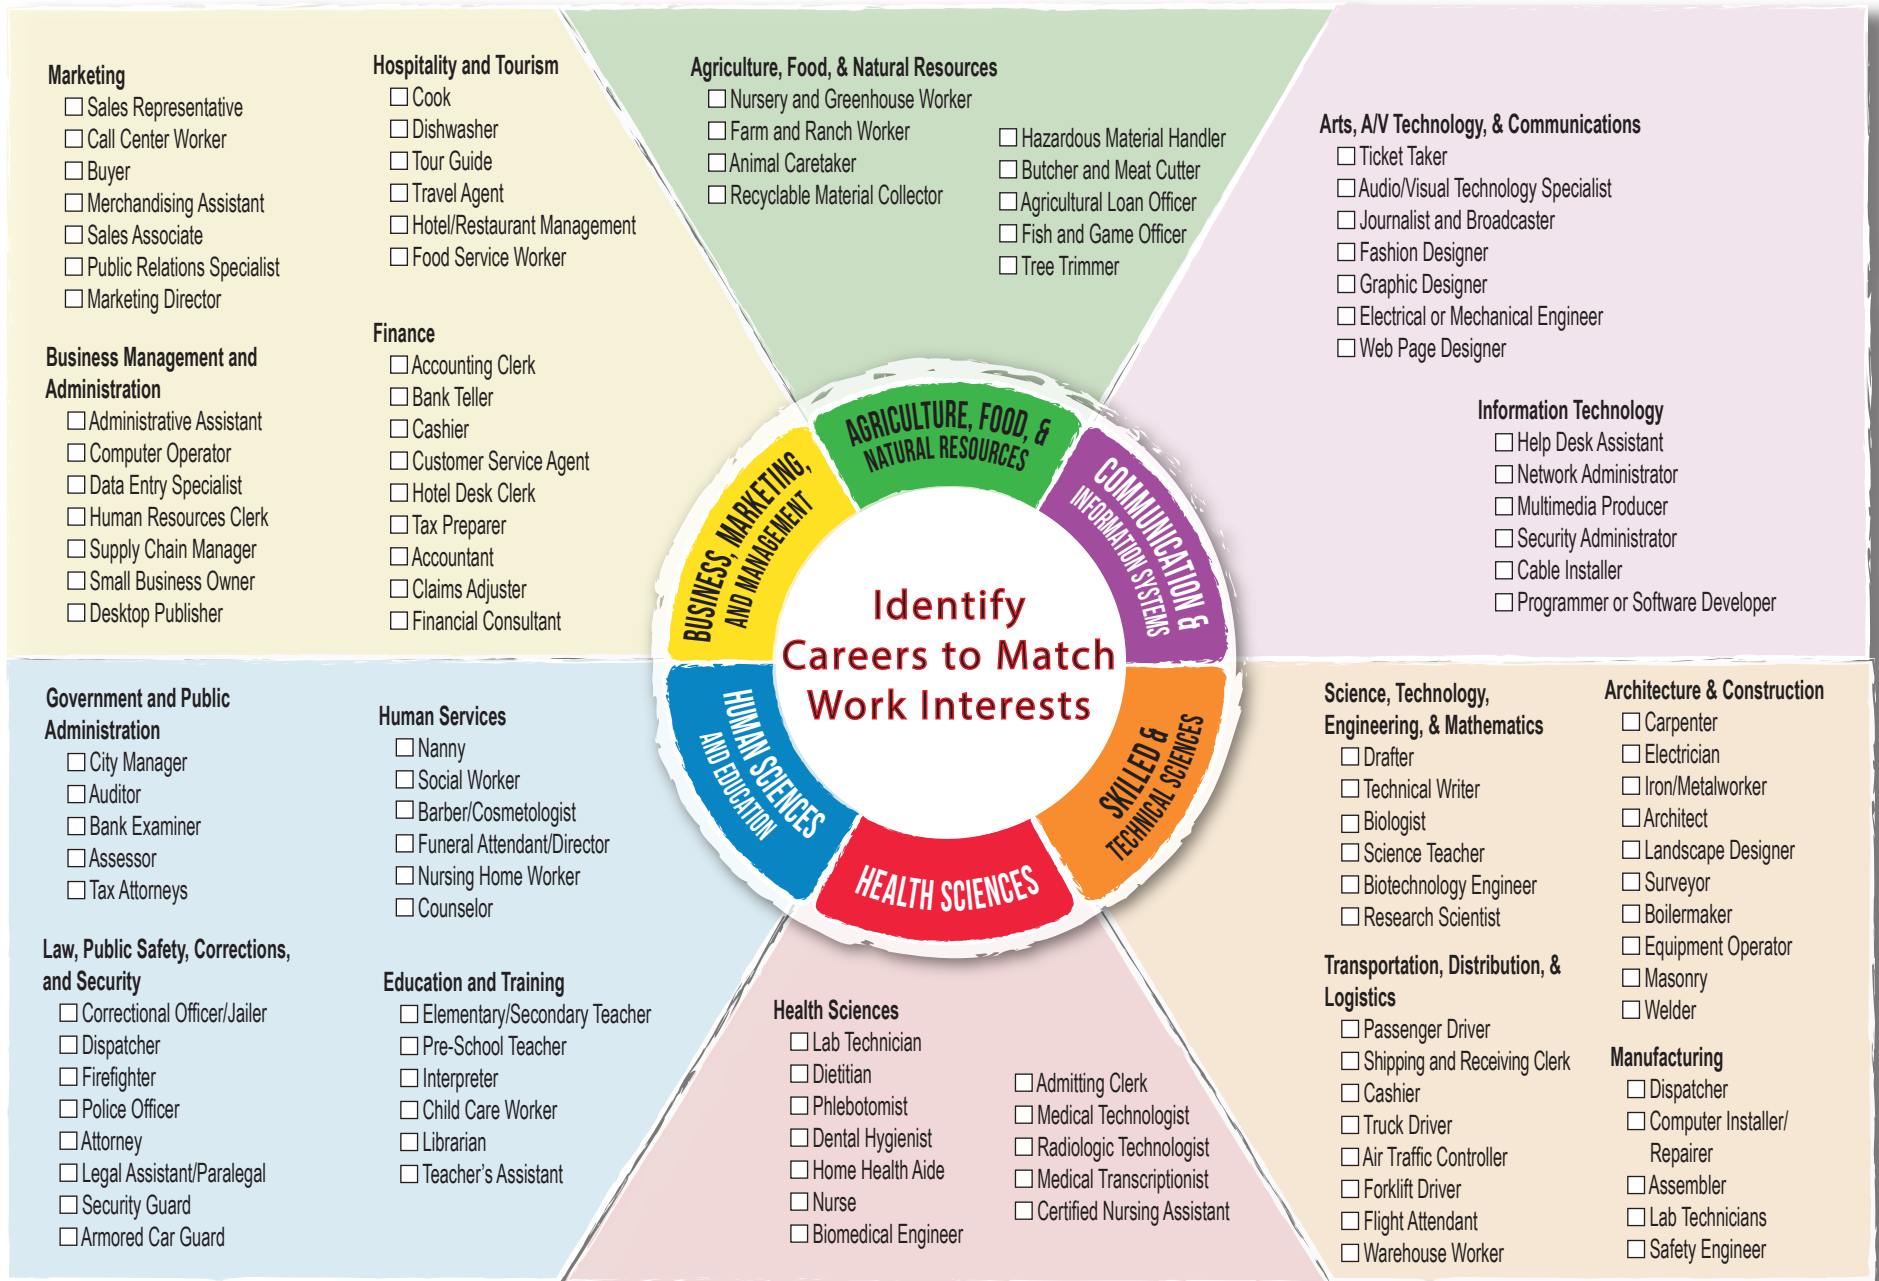 Marketing
☐ Sales Representative
☐ Call Center Worker
☐ Buyer
☐ Merchandising Assistant
☐ Sales Associate
☐ Public Relations Specialist
☐ Marketing Director
Business Management and
Administration
☐ Administrative Assistant
☐ Computer Operator
☐ Data Entry Specialist
☐ Human Resources Clerk
☐ Supply Chain Manager
☐ Small Business Owner
☐ Desktop Publisher
Hospitality and Tourism
☐ Cook
☐ Dishwasher
☐ Tour Guide
☐ Travel Agent
☐ Hotel/Restaurant Management
☐ Food Service Worker
Finance
☐ Accounting Clerk
☐ Bank Teller
☐ Cashier
☐ Customer Service Agent
☐ Hotel Desk Clerk
☐ Tax Preparer
☐ Accountant
☐ Claims Adjuster
☐ Financial Consultant
Agriculture, Food, & Natural Resources
☐ Nursery and Greenhouse Worker
☐ Farm and Ranch Worker
☐ Animal Caretaker
☐ Recyclable Material Collector
☐ Hazardous Material Handler
☐ Butcher and Meat Cutter
☐ Agricultural Loan Officer
☐ Fish and Game Officer
☐ Tree Trimmer
Arts, A/V Technology, & Communications
☐ Ticket Taker
☐ Audio/Visual Technology Specialist
☐ Journalist and Broadcaster
☐ Fashion Designer
☐ Graphic Designer
☐ Electrical or Mechanical Engineer
☐ Web Page Designer
Information Technology
☐ Help Desk Assistant
☐ Network Administrator
☐ Multimedia Producer
☐ Security Administrator
☐ Cable Installer
☐ Programmer or Software Developer
AGRICULTURE, FOOD, &
NATURAL RESOURCES
COMMUNICATION &
INFORMATION SYSTEMS
SKILLED &
TECHNICAL SCIENCES
HEALTH SCIENCES
HUMAN SCIENCES
AND EDUCATION
BUSINESS, MARKETING,
AND MANAGEMENT
Identify
Careers to Match
Work Interests
Government and Public
Administration
☐ City Manager
☐ Auditor
☐ Bank Examiner
☐ Assessor
☐ Tax Attorneys
Law, Public Safety, Corrections,
and Security
☐ Correctional Officer/Jailer
☐ Dispatcher
☐ Firefighter
☐ Police Officer
☐ Attorney
☐ Legal Assistant/Paralegal
☐ Security Guard
☐ Armored Car Guard
Human Services
☐ Nanny
☐ Social Worker
☐ Barber/Cosmetologist
☐ Funeral Attendant/Director
☐ Nursing Home Worker
☐ Counselor
Education and Training
☐ Elementary/Secondary Teacher
☐ Pre-School Teacher
☐ Interpreter
☐ Child Care Worker
☐ Librarian
☐ Teacher's Assistant
Health Sciences
☐ Lab Technician
☐ Dietitian
☐ Phlebotomist
☐ Dental Hygienist
☐ Home Health Aide
☐ Nurse
☐ Biomedical Engineer
☐ Admitting Clerk
☐ Medical Technologist
☐ Radiologic Technologist
☐ Medical Transcriptionist
☐ Certified Nursing Assistant
Science, Technology,
Engineering, & Mathematics
☐ Drafter
☐ Technical Writer
☐ Biologist
☐ Science Teacher
☐ Biotechnology Engineer
☐ Research Scientist
Transportation, Distribution, &
Logistics
☐ Passenger Driver
☐ Shipping and Receiving Clerk
☐ Cashier
☐ Truck Driver
☐ Air Traffic Controller
☐ Forklift Driver
☐ Flight Attendant
☐ Warehouse Worker
Architecture & Construction
☐ Carpenter
☐ Electrician
☐ Iron/Metalworker
☐ Architect
☐ Landscape Designer
☐ Surveyor
☐ Boilermaker
☐ Equipment Operator
☐ Masonry
☐ Welder
Manufacturing
☐ Dispatcher
☐ Computer Installer/
Repairer
☐ Assembler
☐ Lab Technicians
☐ Safety Engineer